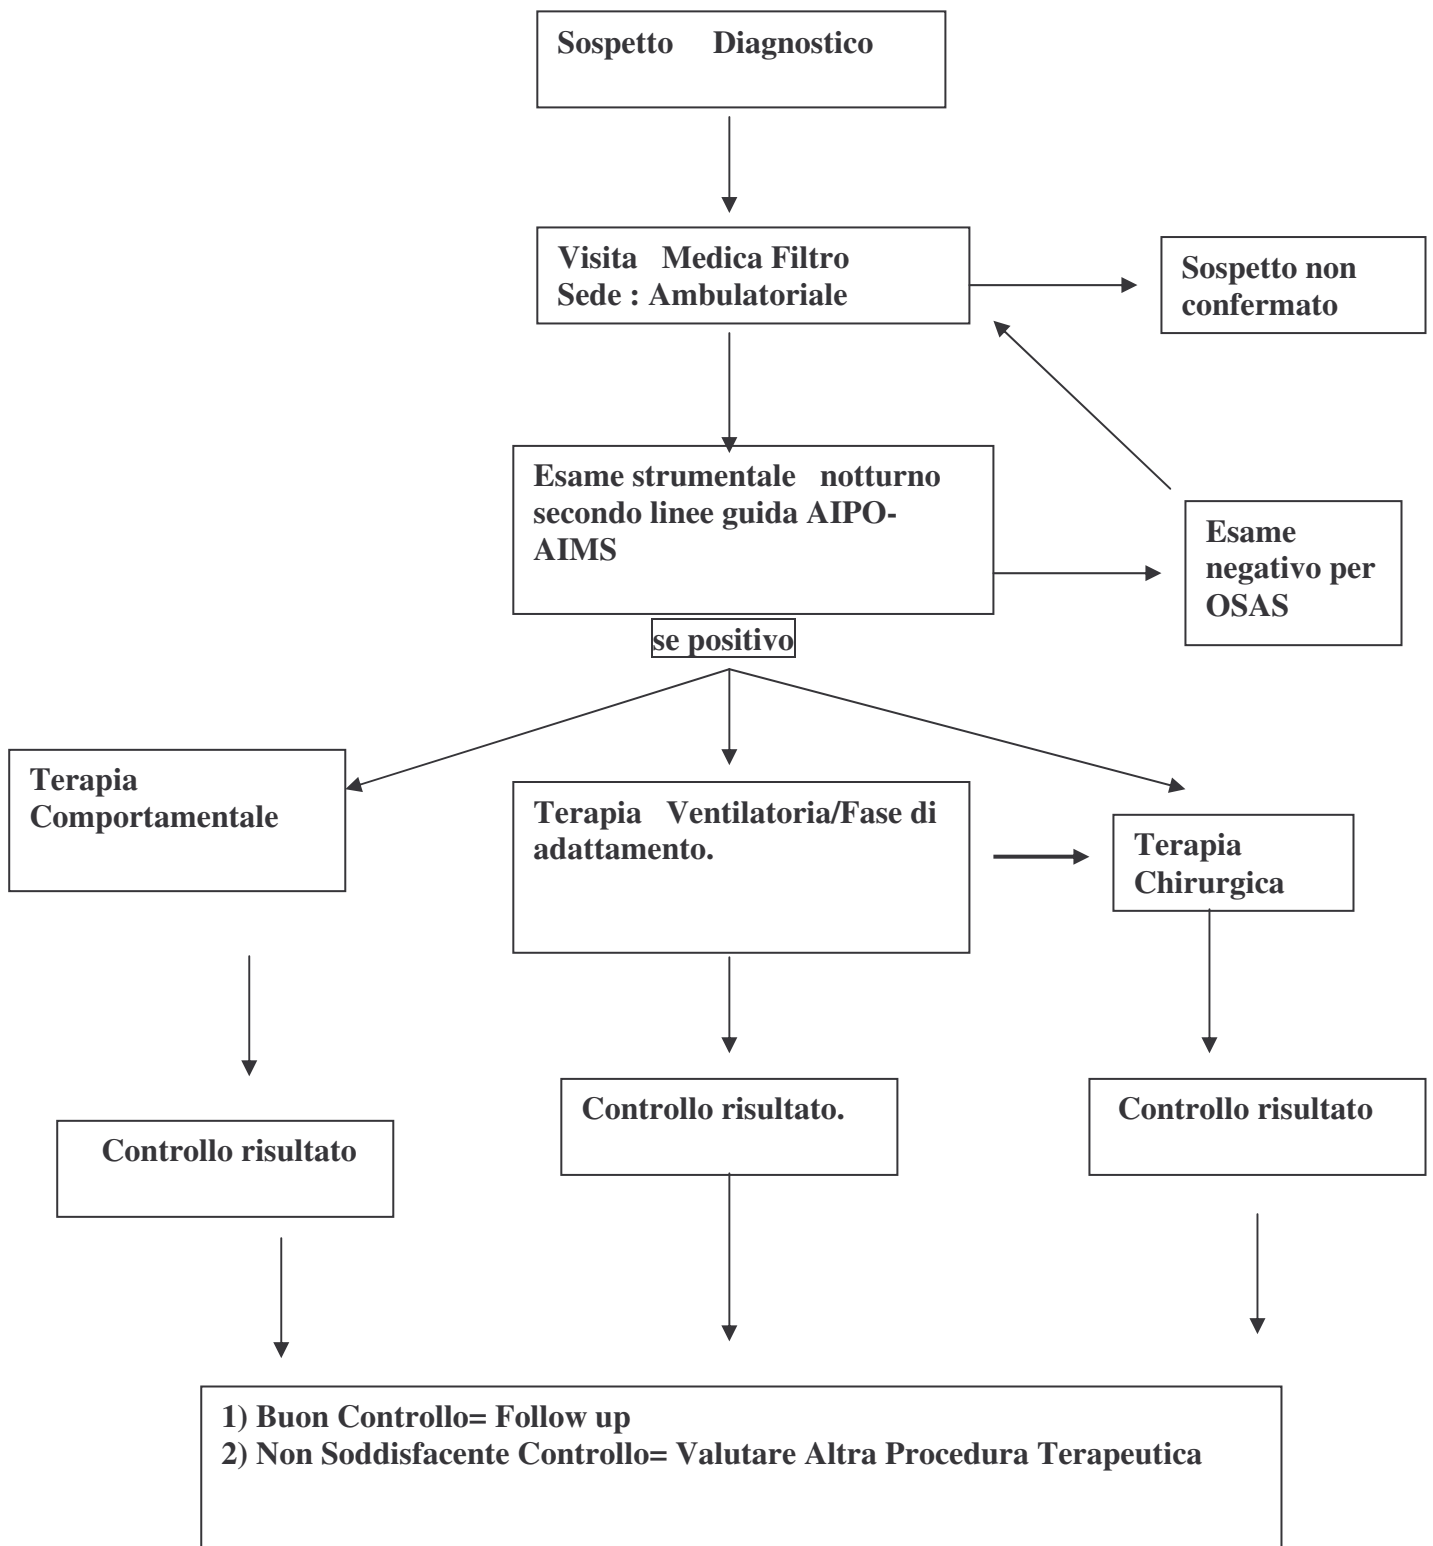 Sospetto Diagnostico
Visita Medica Filtro
Sede : Ambulatoriale
Sospetto non
confermato
Esame strumentale notturno
secondo linee guida AIPO-
AIMS
Esame
negativo per
OSAS
se positivo
Terapia
Comportamentale
Terapia Ventilatoria/Fase di
adattamento.
Terapia
Chirurgica
Controllo risultato
Controllo risultato.
Controllo risultato
1) Buon Controllo= Follow up
2) Non Soddisfacente Controllo= Valutare Altra Procedura Terapeutica